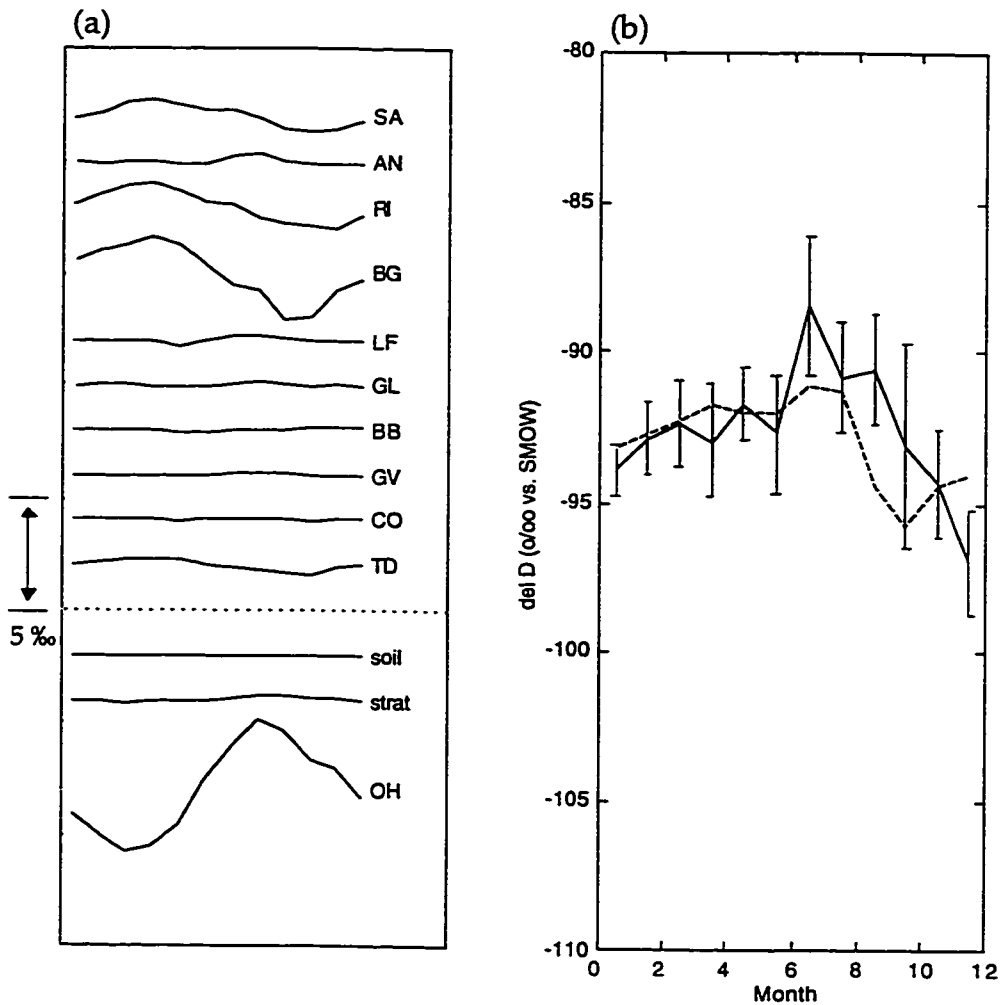 (a)
SA
AN
RI
BG
LF
GL
BB
GV
CO
TD
5 ‰
soil
strat
OH
(b)
-80
-85
-90
-95
-100
-105
-110
del D (o/oo vs. SMOW)
0 2 4 6 8 10 12
Month